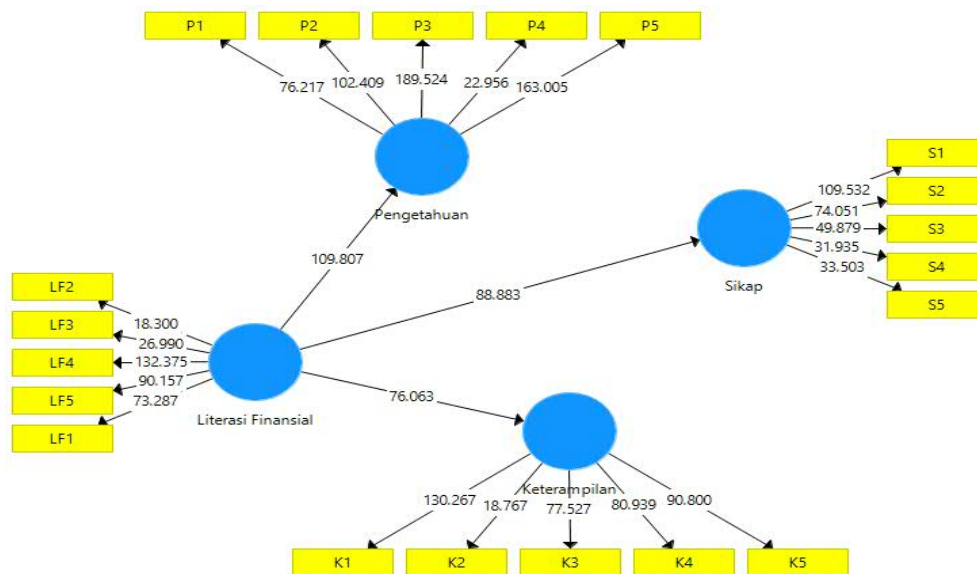 P1 P2 P3 P4 P5
76.217 102.409 189.524 22.956 163.005
Pengetahuan
109.807
S1
S2
S3
S4
S5
109.532
74.051
49.879
31.935
33.503
Sikap
88.883
LF2
LF3
LF4
LF5
LF1
18.300
26.990
132.375
90.157
73.287
Literasi Finansial
76.063
Keterampilan
130.267 18.767 77.527 80.939 90.800
K1 K2 K3 K4 K5